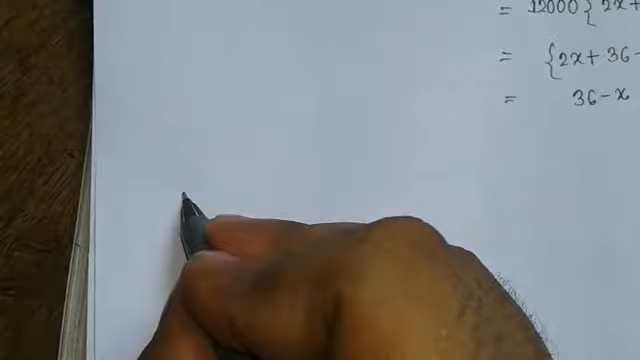 = 12000 { 2x+
= { 2x + 36 -
= 36 - x